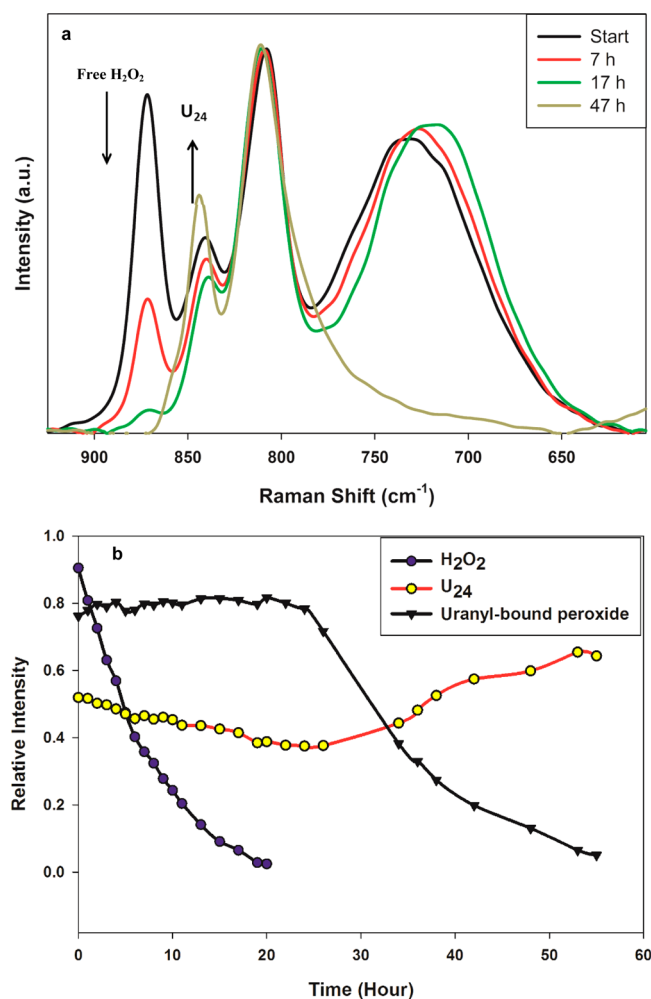 a
Start
7 h
17 h
47 h
Free H₂O₂
U₂₄
Intensity (a.u.)
900 850 800 750 700 650
Raman Shift (cm⁻¹)
b
H₂O₂
U₂₄
Uranyl-bound peroxide
1.0
0.8
0.6
0.4
0.2
0.0
Relative Intensity
0 10 20 30 40 50 60
Time (Hour)